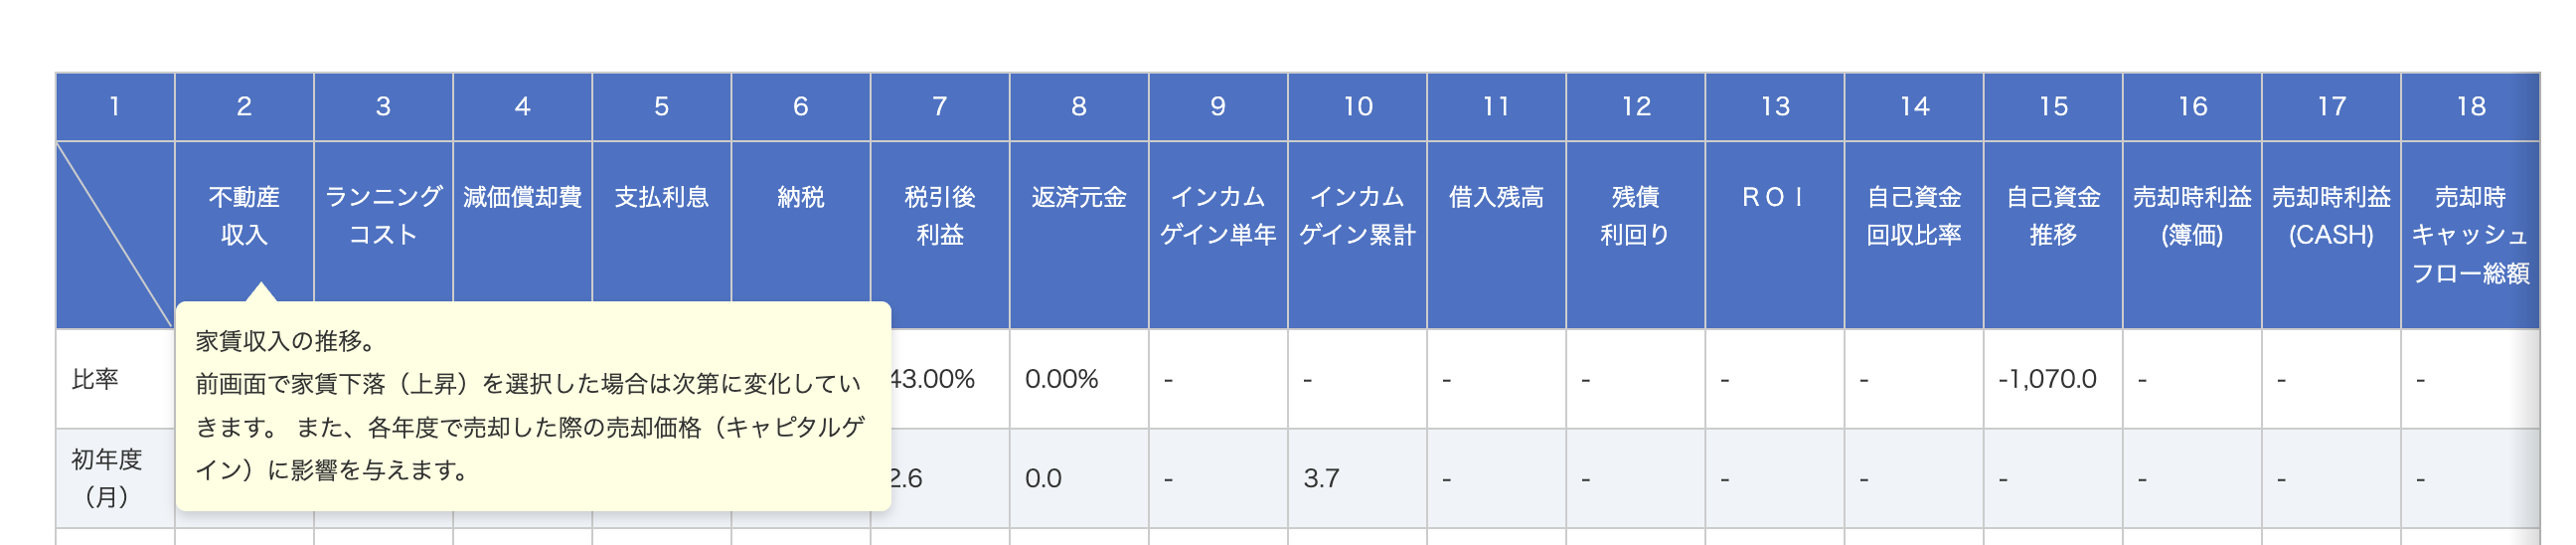 1 2 3 4 5 6 7 8 9 10 11 12 13 14 15 16 17 18
不動産
収入
ランニング
コスト
減価償却費
支払利息
納税
税引後
利益
返済元金
インカム
ゲイン単年
インカム
ゲイン累計
借入残高
残債
利回り
ＲＯＩ
自己資金
回収比率
自己資金
推移
売却時利益
(簿価)
売却時利益
(CASH)
売却時
キャッシュ
フロー総額
家賃収入の推移。
前画面で家賃下落（上昇）を選択した場合は次第に変化してい
きます。 また、各年度で売却した際の売却価格（キャピタルゲ
イン）に影響を与えます。
比率 43.00% 0.00% - - - - - - -1,070.0 - - -
初年度
（月） 2.6 0.0 - 3.7 - - - - - - - -